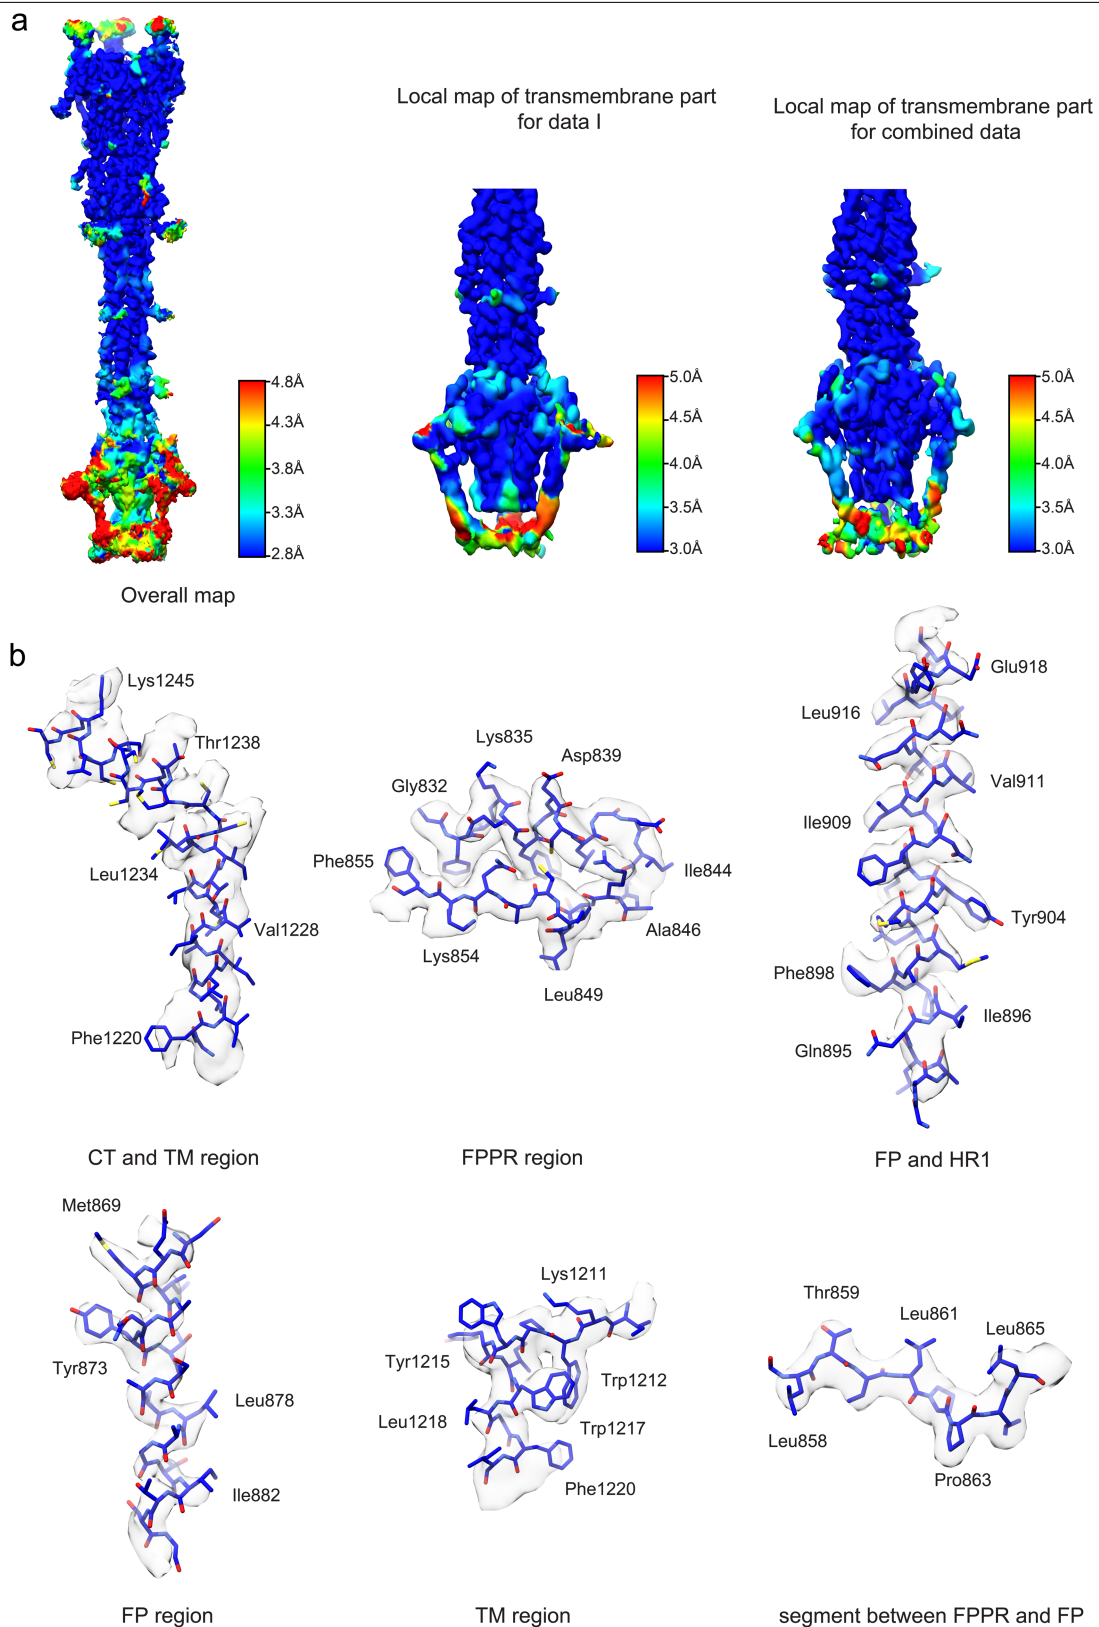 a
Local map of transmembrane part
for data I
Local map of transmembrane part
for combined data
4.8Å
4.3Å
3.8Å
3.3Å
2.8Å
5.0Å
4.5Å
4.0Å
3.5Å
3.0Å
5.0Å
4.5Å
4.0Å
3.5Å
3.0Å
Overall map
b
Lys1245
Thr1238
Leu1234
Val1228
Phe1220
CT and TM region
Lys835
Asp839
Gly832
Phe855
Ile844
Ala846
Lys854
Leu849
FPPR region
Glu918
Leu916
Val911
Ile909
Tyr904
Phe898
Ile896
Gln895
FP and HR1
Met869
Tyr873
Leu878
Ile882
FP region
Lys1211
Tyr1215
Trp1212
Leu1218
Trp1217
Phe1220
TM region
Thr859
Leu861
Leu865
Leu858
Pro863
segment between FPPR and FP